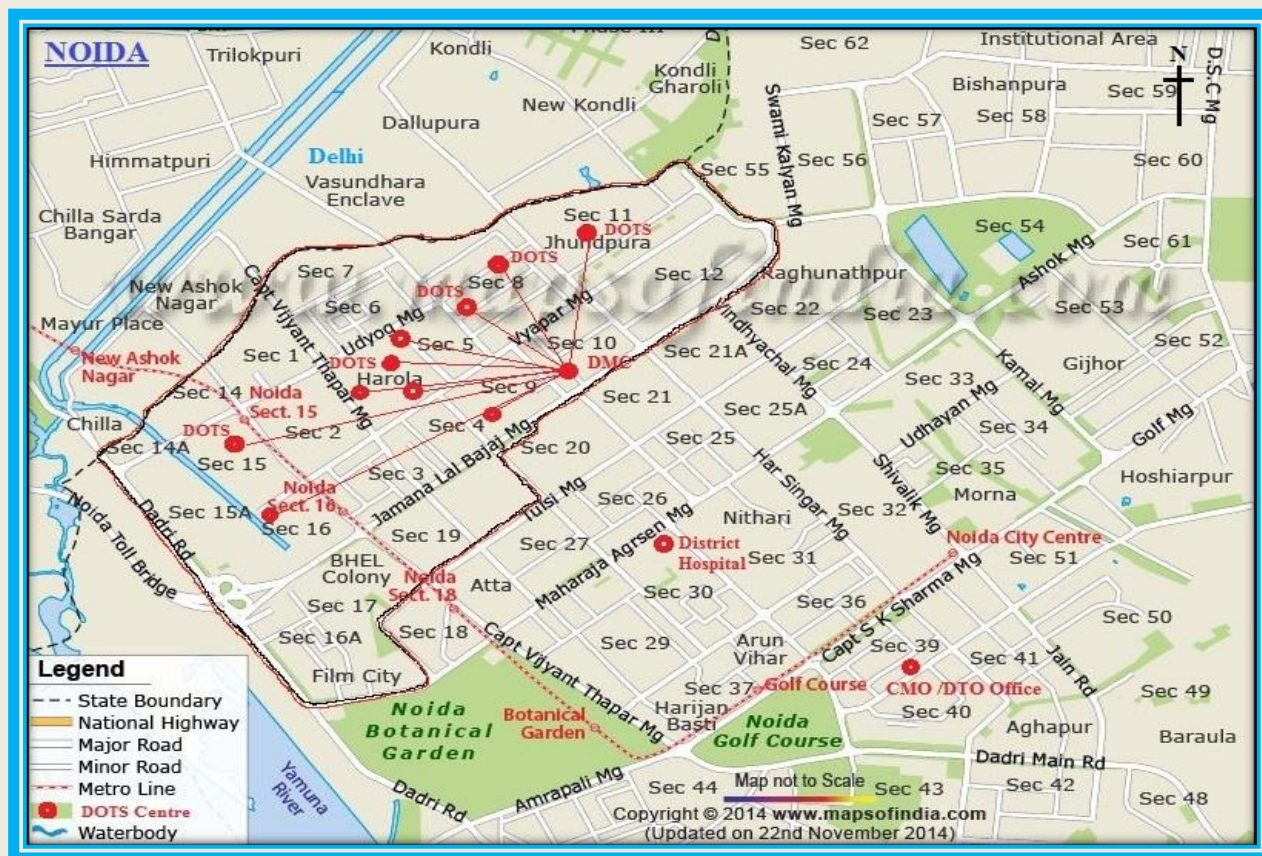 NOIDA
Trilokpuri
Kondli
Phase III
Sec 62
Institutional Area
N
D.S.C Mg
Kondli
Gharoli
Bishanpura
Sec 59
New Kondli
Swami Kalyan Mg
Sec 57
Sec 58
Dallupura
Himmatpuri
Delhi
Vasundhara
Enclave
Sec 55
Sec 56
Sec 60
Chilla Sarda
Bangar
Sec 11
DOTS
Jhundpura
Sec 54
Sec 61
Ashok Mg
www.mapsofindia.com
DOTS
Sec 7
Sec 8
Sec 12
Raghunathpur
New Ashok
Nagar
Capt Vijyant Thapar Mg
Sec 6
DOTS
Vyapar Mg
Sec 22
Sec 23
Sec 53
Mayur Place
Udyog Mg
Sec 5
Sec 10
Vindhyachal Mg
Sec 52
New Ashok
Nagar
Sec 1
DOTS
DMC
Sec 21A
Sec 24
Gijhor
Harola
Sec 9
Sec 33
Kamal Mg
Sec 14
Noida
Sect. 15
Sec 21
Sec 25A
Udhayan Mg
Golf Mg
Chilla
DOTS
Sec 2
Sec 4
Sec 34
Sec 14A
Sec 15
Sec 20
Sec 25
Har Singar Mg
Shivalik Mg
Sec 35
Hoshiarpur
Sec 3
Jamana Lal Bajaj Mg
Morna
Noida Toll Bridge
Dadri Rd
Sec 15A
Noida
Sect. 16
Sec 16
Tulsi Mg
Sec 26
Nithari
Sec 32
Sec 19
Sec 27
Maharaja Agrsen Mg
District
Hospital
Sec 31
Noida City Centre
Sec 51
BHEL
Colony
Noida
Sect. 18
Atta
Sec 30
Sec 36
Capt S K Sharma Mg
Sec 17
Sec 50
Sec 16A
Sec 18
Capt Vijyant Thapar Mg
Sec 29
Arun
Vihar
Sec 39
Sec 41
Jain Rd
Film City
Sec 37
Golf Course
CMO /DTO Office
Sec 49
Noida
Botanical
Garden
Botanical
Garden
Harijan
Basti
Noida
Golf Course
Sec 40
Aghapur
Baraula
Dadri Main Rd
Yamuna
River
Dadri Rd
Amrapali Mg
Sec 44
Map not to Scale
Sec 43
Sec 42
Sec 48
Copyright © 2014 www.mapsofindia.com
(Updated on 22nd November 2014)
Legend
State Boundary
National Highway
Major Road
Minor Road
Metro Line
DOTS Centre
Waterbody